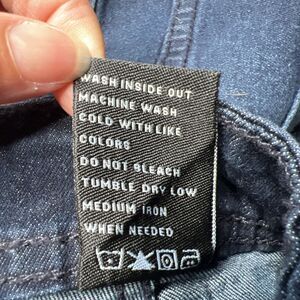 WASH INSIDE OUT
MACHINE WASH
COLD WITH LIKE
COLORS
DO NOT BLEACH
TUMBLE DRY LOW
MEDIUM IRON
WHEN NEEDED